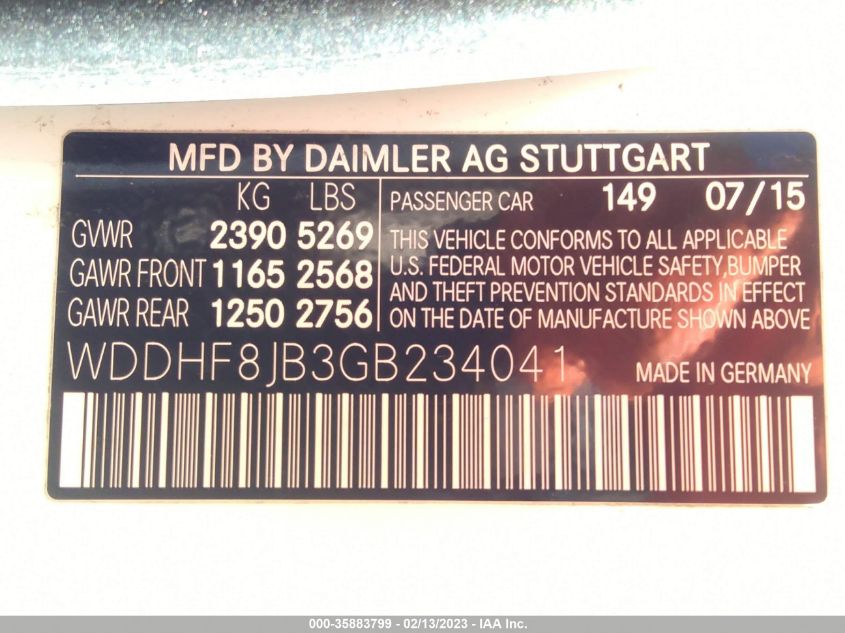 MFD BY DAIMLER AG STUTTGART
KG LBS
GVWR 2390 5269
GAWR FRONT 1165 2568
GAWR REAR 1250 2756
PASSENGER CAR 149 07/15
THIS VEHICLE CONFORMS TO ALL APPLICABLE
U.S. FEDERAL MOTOR VEHICLE SAFETY,BUMPER
AND THEFT PREVENTION STANDARDS IN EFFECT
ON THE DATE OF MANUFACTURE SHOWN ABOVE
WDDHF8JB3GB234041 MADE IN GERMANY
000-35883799 - 02/13/2023 - IAA Inc.